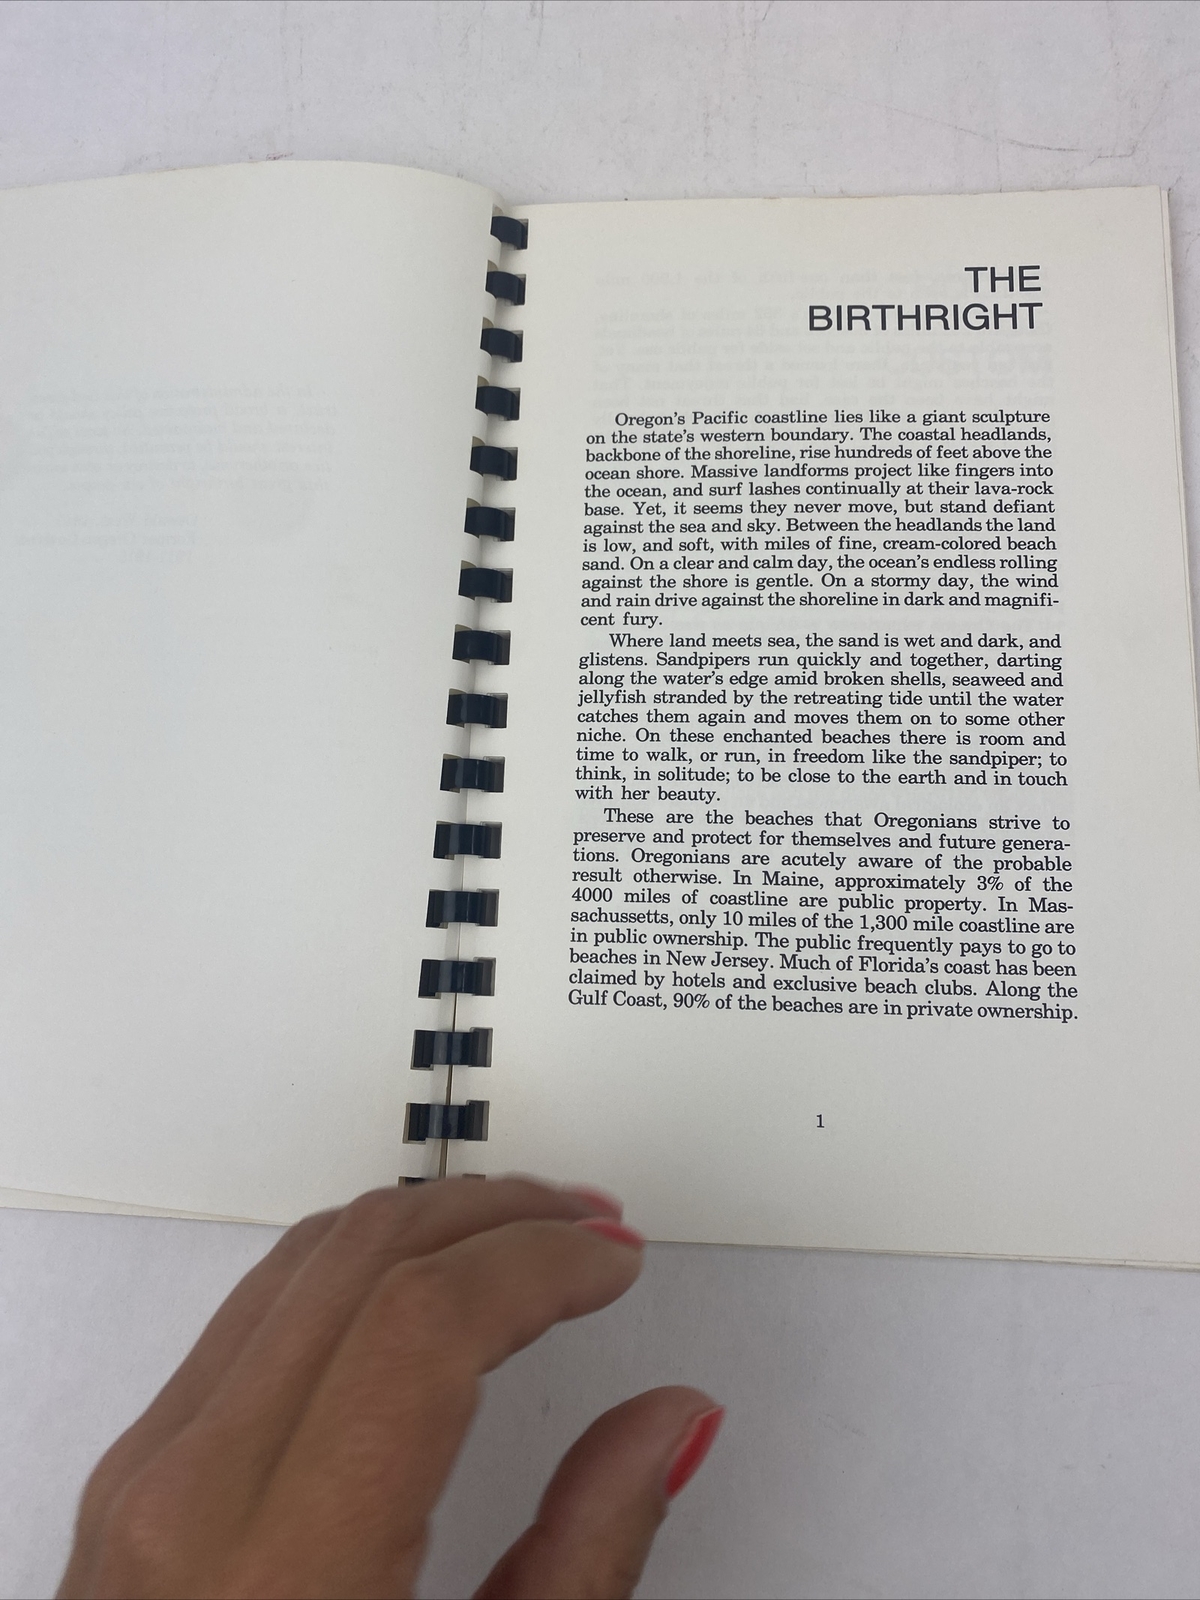 THE
BIRTHRIGHT
Oregon's Pacific coastline lies like a giant sculpture
on the state's western boundary. The coastal headlands,
backbone of the shoreline, rise hundreds of feet above the
ocean shore. Massive landforms project like fingers into
the ocean, and surf lashes continually at their lava-rock
base. Yet, it seems they never move, but stand defiant
against the sea and sky. Between the headlands the land
is low, and soft, with miles of fine, cream-colored beach
sand. On a clear and calm day, the ocean's endless rolling
against the shore is gentle. On a stormy day, the wind
and rain drive against the shoreline in dark and magnifi-
cent fury.
Where land meets sea, the sand is wet and dark, and
glistens. Sandpipers run quickly and together, darting
along the water's edge amid broken shells, seaweed and
jellyfish stranded by the retreating tide until the water
catches them again and moves them on to some other
niche. On these enchanted beaches there is room and
time to walk, or run, in freedom like the sandpiper; to
think, in solitude; to be close to the earth and in touch
with her beauty.
These are the beaches that Oregonians strive to
preserve and protect for themselves and future genera-
tions. Oregonians are acutely aware of the probable
result otherwise. In Maine, approximately 3% of the
4000 miles of coastline are public property. In Mas-
sachussetts, only 10 miles of the 1,300 mile coastline are
in public ownership. The public frequently pays to go to
beaches in New Jersey. Much of Florida's coast has been
claimed by hotels and exclusive beach clubs. Along the
Gulf Coast, 90% of the beaches are in private ownership.
1